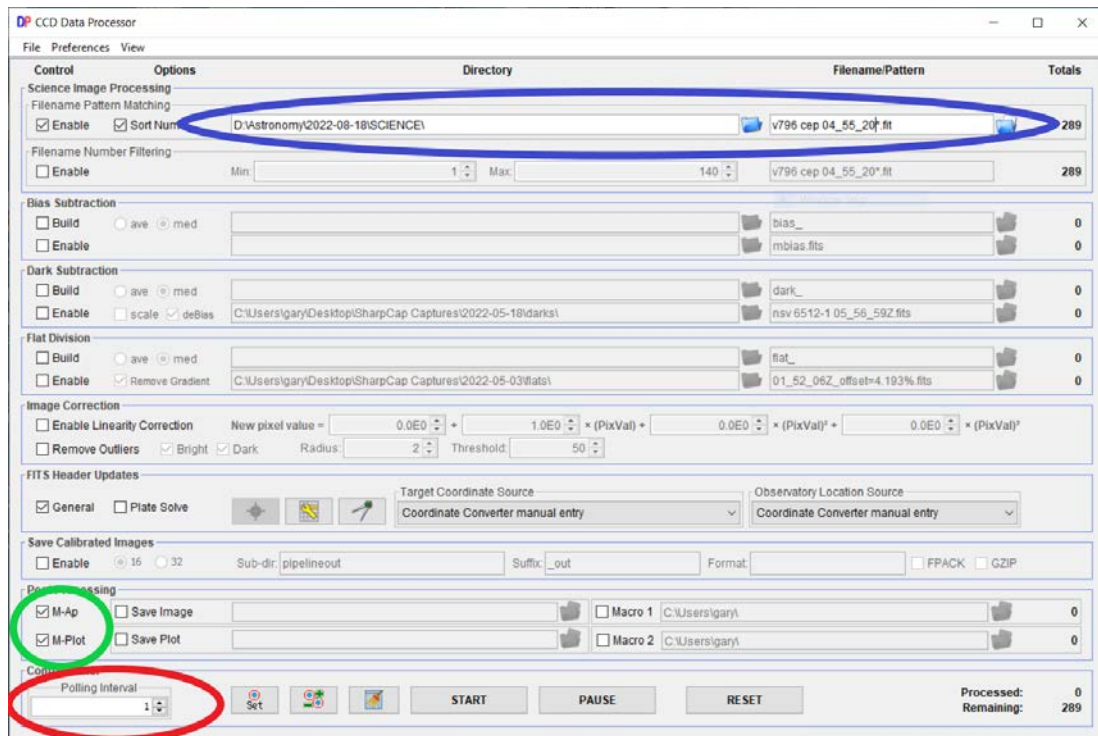 DP CCD Data Processor
File Preferences View
Control Options Directory Filename/Pattern Totals
Science Image Processing
Filename Pattern Matching
Enable Sort Num D:\Astronomy\2022-08-18\SCIENCE\ v796 cep 04_55_20*.fit 289
Filename Number Filtering
Enable Min: 1 Max: 140 v796 cep 04_55_20*.fit 289
Bias Subtraction
Build ave med bias_ 0
Enable mbias.fits 0
Dark Subtraction
Build ave med dark_ 0
Enable scale deBias C:\Users\gary\Desktop\SharpCap Captures\2022-05-18\darks\ nsv 6512-1 05_56_59Z.fits 0
Flat Division
Build ave med flat_ 0
Enable Remove Gradient C:\Users\gary\Desktop\SharpCap Captures\2022-05-03\flats\ 01_52_06Z_offset=4.193%.fits 0
Image Correction
Enable Linearity Correction New pixel value = 0.0E0 + 1.0E0 × (PixVal) + 0.0E0 × (PixVal)² + 0.0E0 × (PixVal)³
Remove Outliers Bright Dark Radius: 2 Threshold: 50
FITS Header Updates
General Plate Solve
Target Coordinate Source Observatory Location Source
Coordinate Converter manual entry Coordinate Converter manual entry
Save Calibrated Images
Enable 16 32 Sub-dir: pipelineout Suffix: _out Format: FPACK GZIP
M-Ap Save Image Macro 1 C:\Users\gary\ 0
M-Plot Save Plot Macro 2 C:\Users\gary\ 0
Polling Interval
1 Set START PAUSE RESET
Processed: 0
Remaining: 289